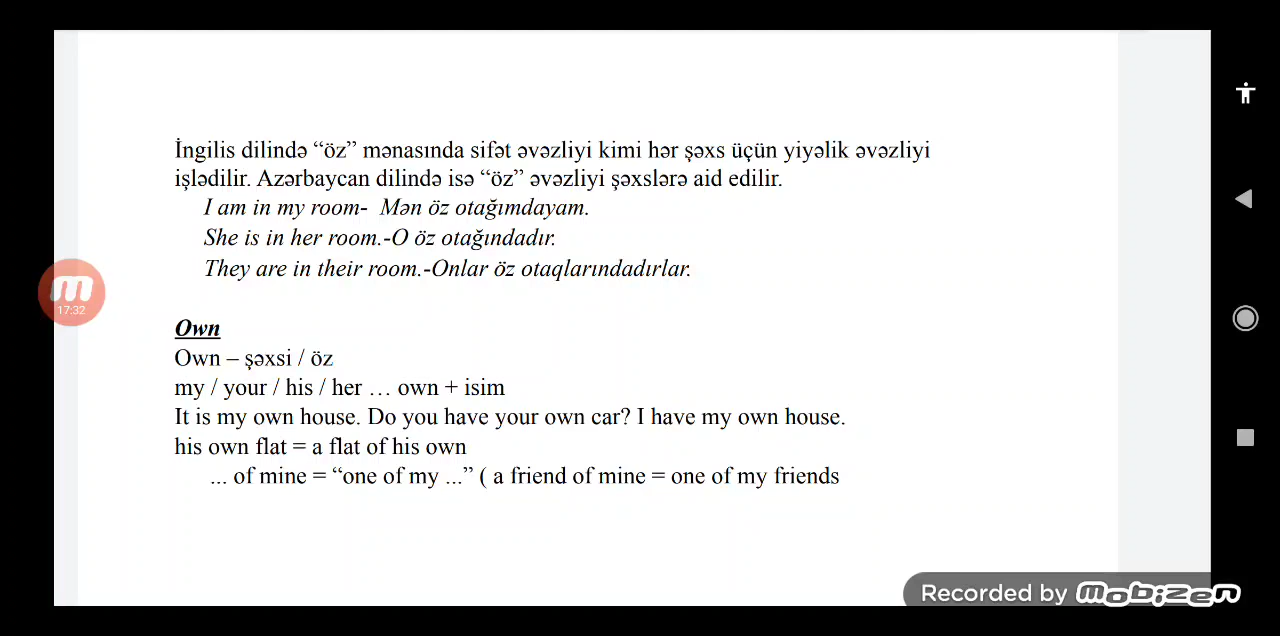 İngilis dilində “öz” mənasında sifət əvəzliyi kimi hər şəxs üçün yiyəlik əvəzliyi
işlədilir. Azərbaycan dilində isə “öz” əvəzliyi şəxslərə aid edilir.
I am in my room- Mən öz otağımdayam.
She is in her room.-O öz otağındadır.
They are in their room.-Onlar öz otaqlarındadırlar.
17:32
Own
Own – şəxsi / öz
my / your / his / her … own + isim
It is my own house. Do you have your own car? I have my own house.
his own flat = a flat of his own
... of mine = “one of my ...” ( a friend of mine = one of my friends
Recorded by Mobizen